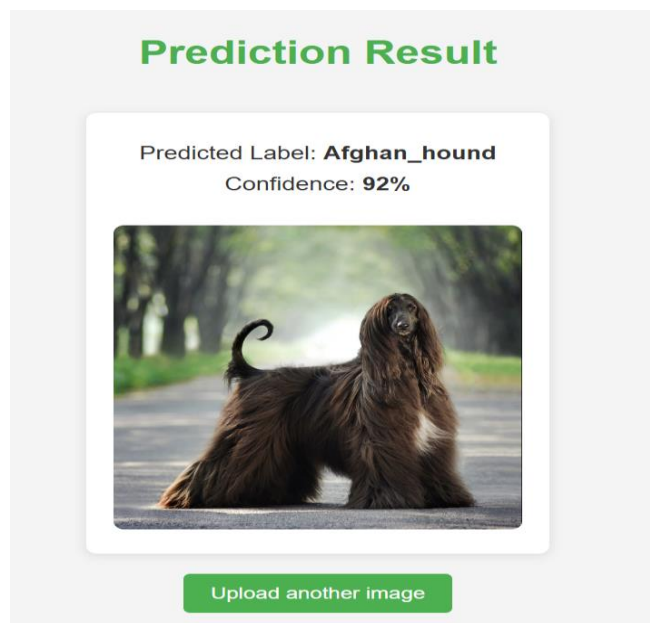 Prediction Result
Predicted Label: Afghan_hound
Confidence: 92%
Upload another image